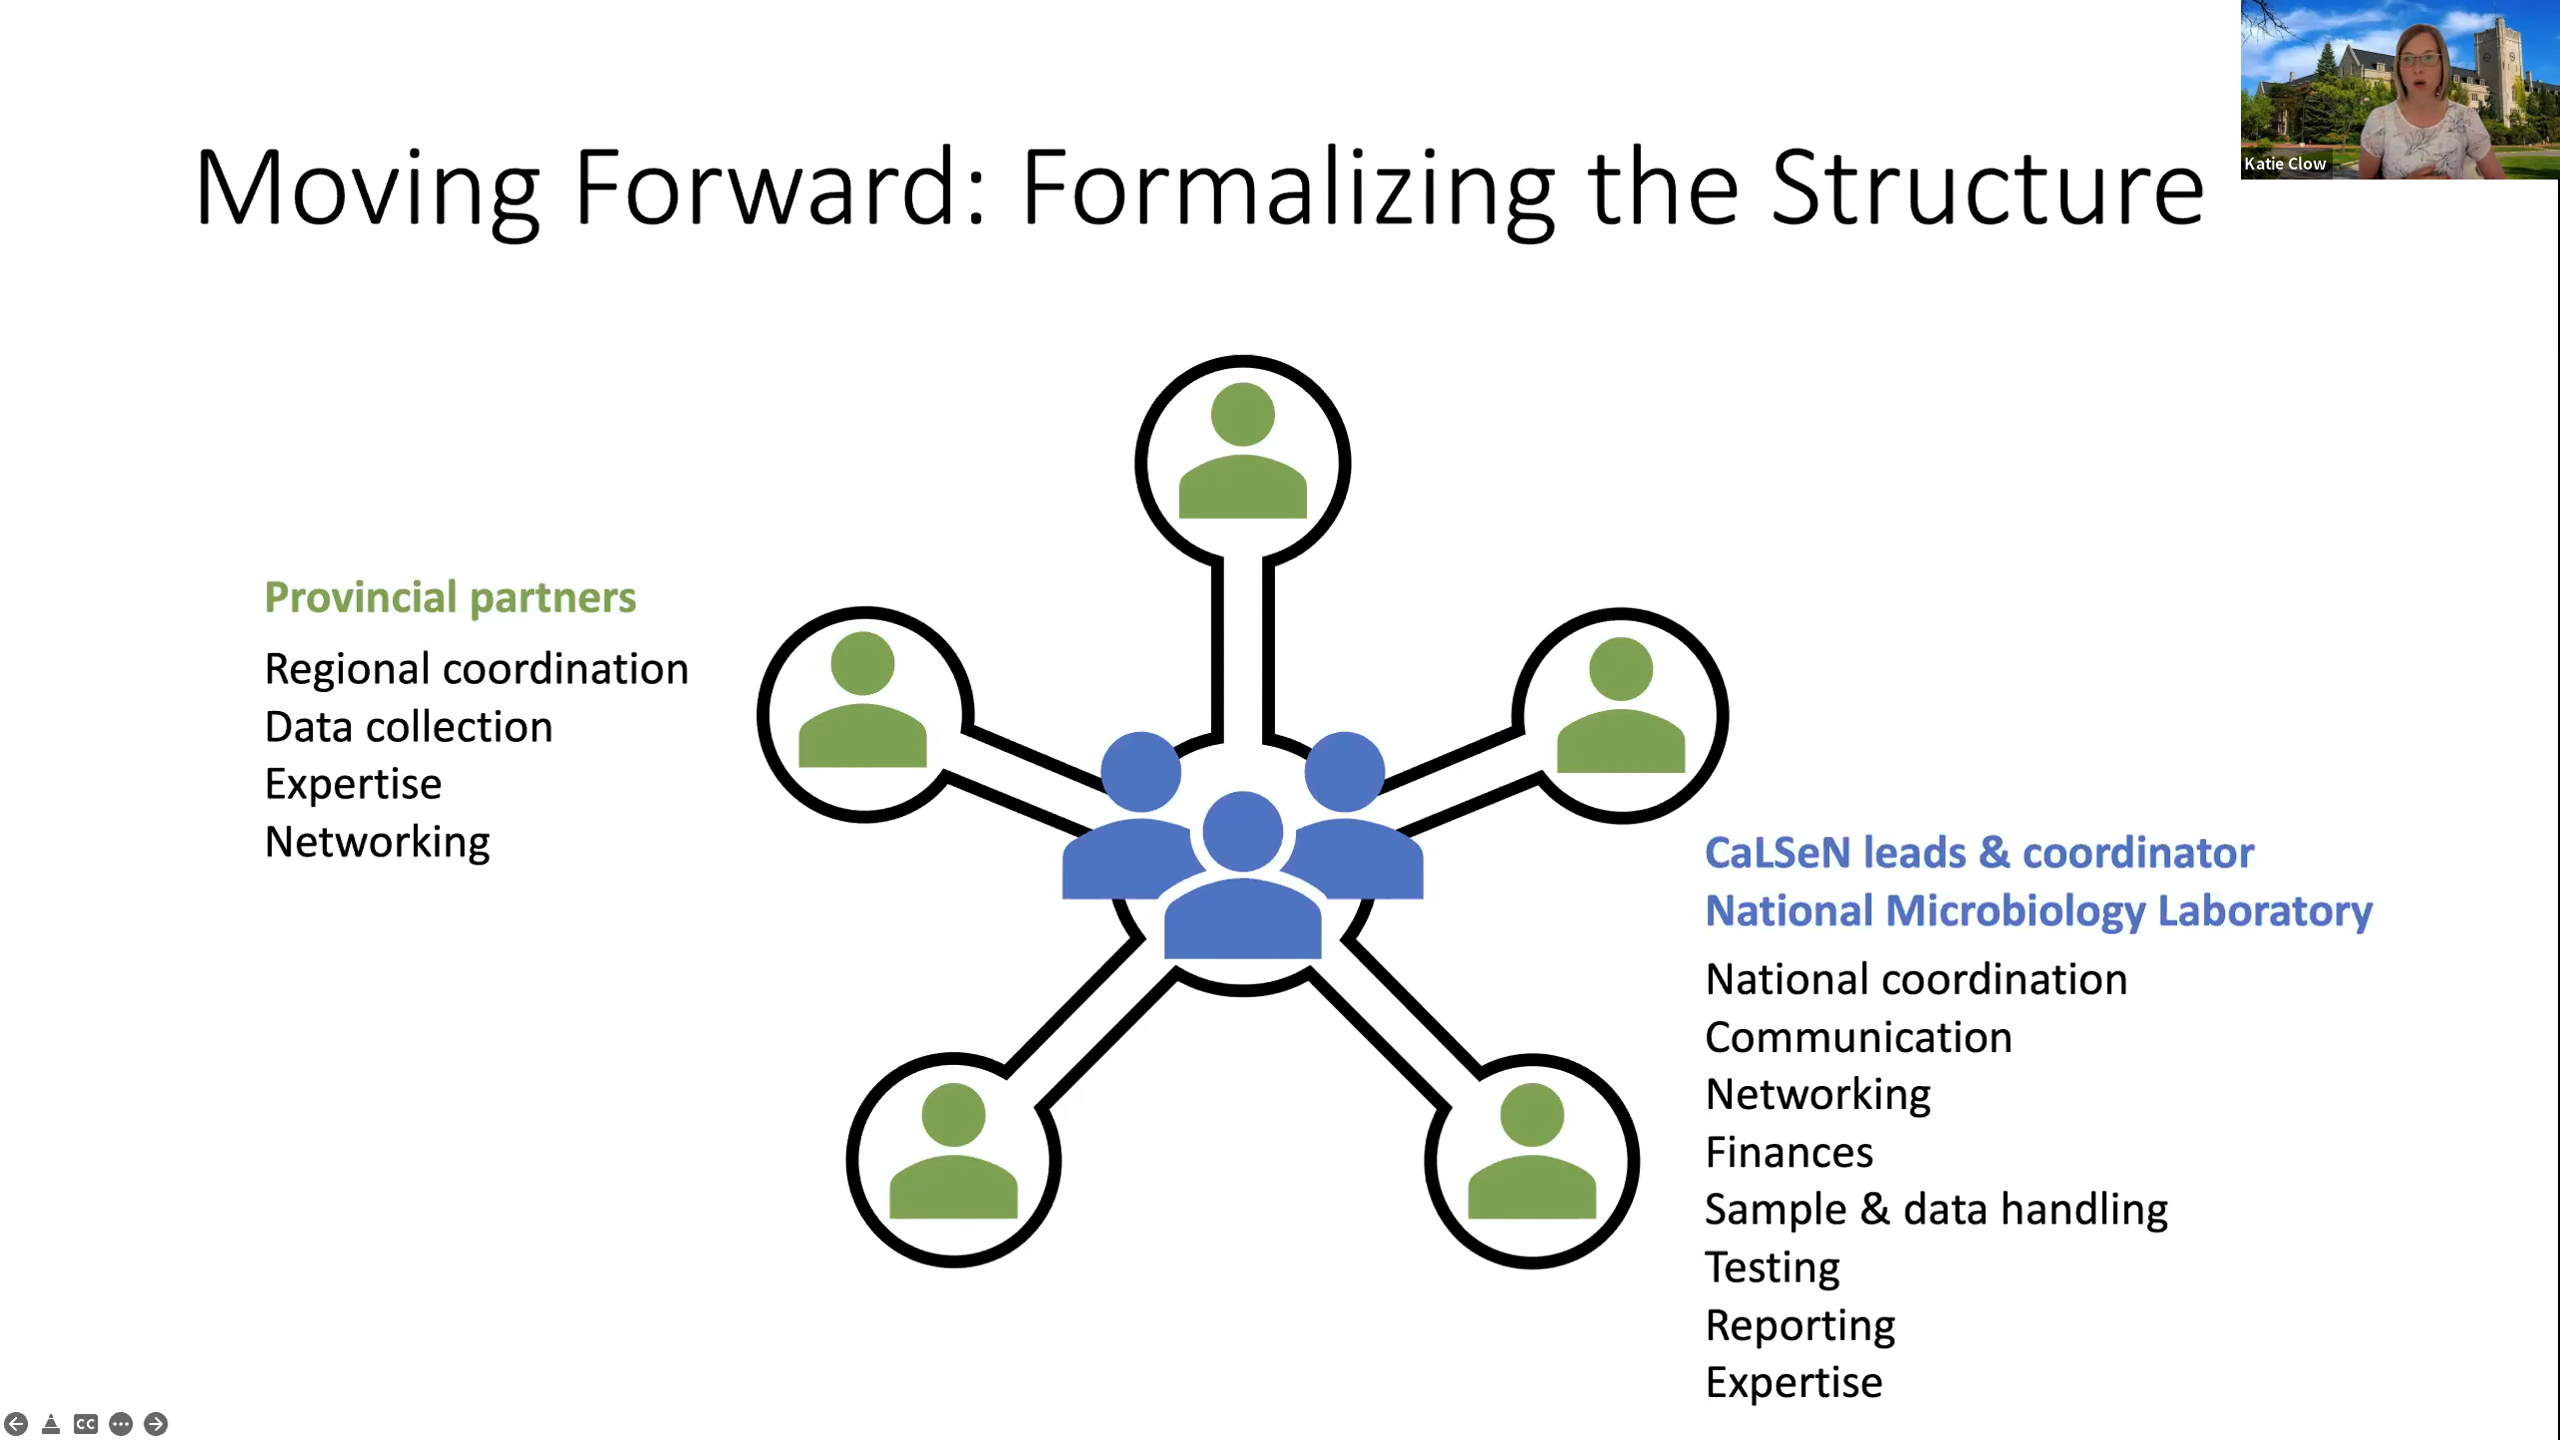 Katie Clow
Moving Forward: Formalizing the Structure
Provincial partners
Regional coordination
Data collection
Expertise
Networking
CaLSeN leads & coordinator
National Microbiology Laboratory
National coordination
Communication
Networking
Finances
Sample & data handling
Testing
Reporting
Expertise
CC